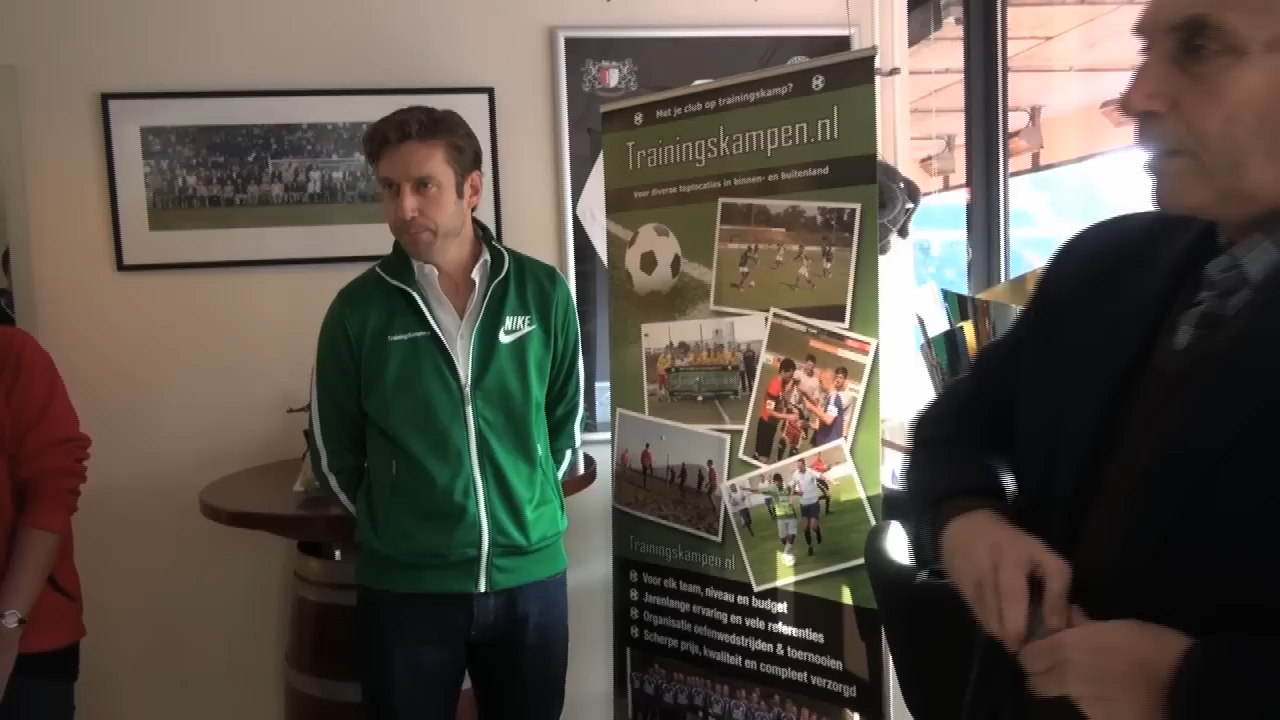 Met je club op trainingskamp?
Trainingskampen.nl
Voor diverse toplocaties in binnen- en buitenland
NIKE
Trainingskampen.nl
Voor elk team, niveau en budget
Jarenlange ervaring en vele referenties
Organisatie oefenwedstrijden & toernooien
Scherpe prijs, kwaliteit en compleet verzorgd